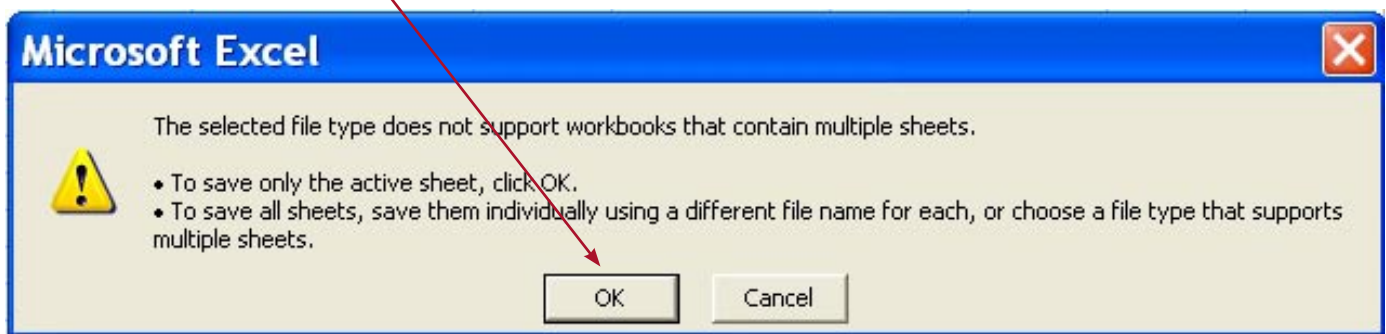 Microsoft Excel
The selected file type does not support workbooks that contain multiple sheets.
• To save only the active sheet, click OK.
• To save all sheets, save them individually using a different file name for each, or choose a file type that supports
multiple sheets.
OK
Cancel